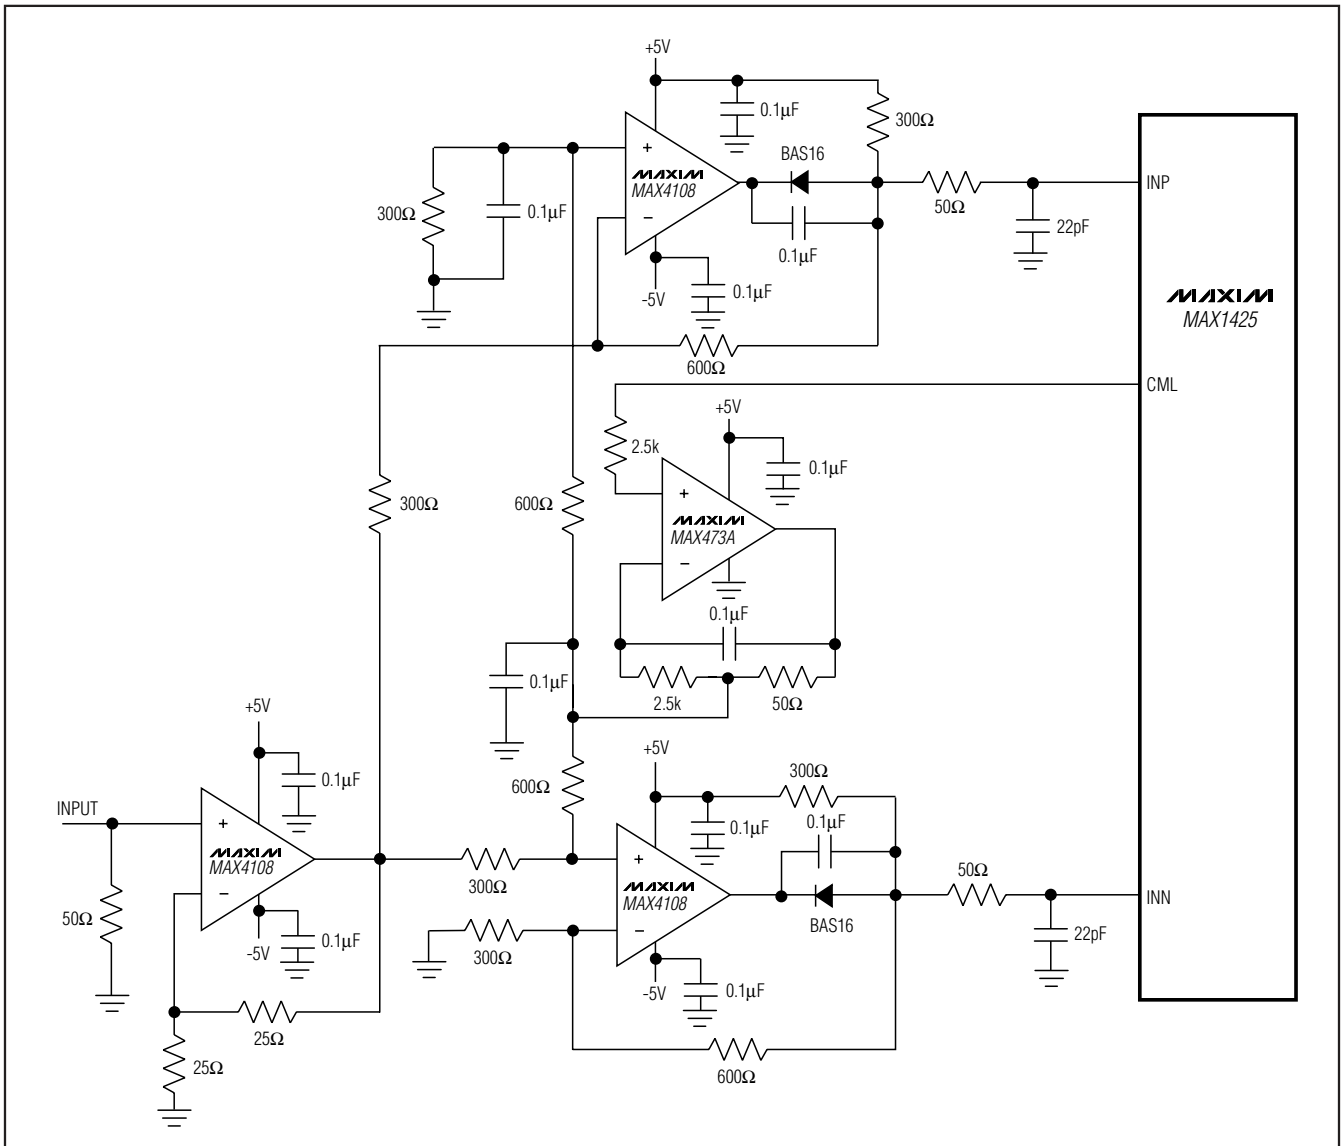 +5V
0.1µF
300Ω
BAS16
+
MAXIM
MAX4108
INP
300Ω
0.1µF
50Ω
−
22pF
0.1µF
-5V
0.1µF
MAXIM
MAX1425
600Ω
CML
+5V
2.5k
0.1µF
+
300Ω
600Ω
MAXIM
MAX473A
−
0.1µF
0.1µF
2.5k
50Ω
+5V
+5V
0.1µF
600Ω
300Ω
INPUT
0.1µF
0.1µF
+
MAXIM
MAX4108
+
300Ω
MAXIM
MAX4108
50Ω
−
INN
50Ω
BAS16
0.1µF
−
22pF
-5V
300Ω
-5V
0.1µF
25Ω
25Ω
600Ω